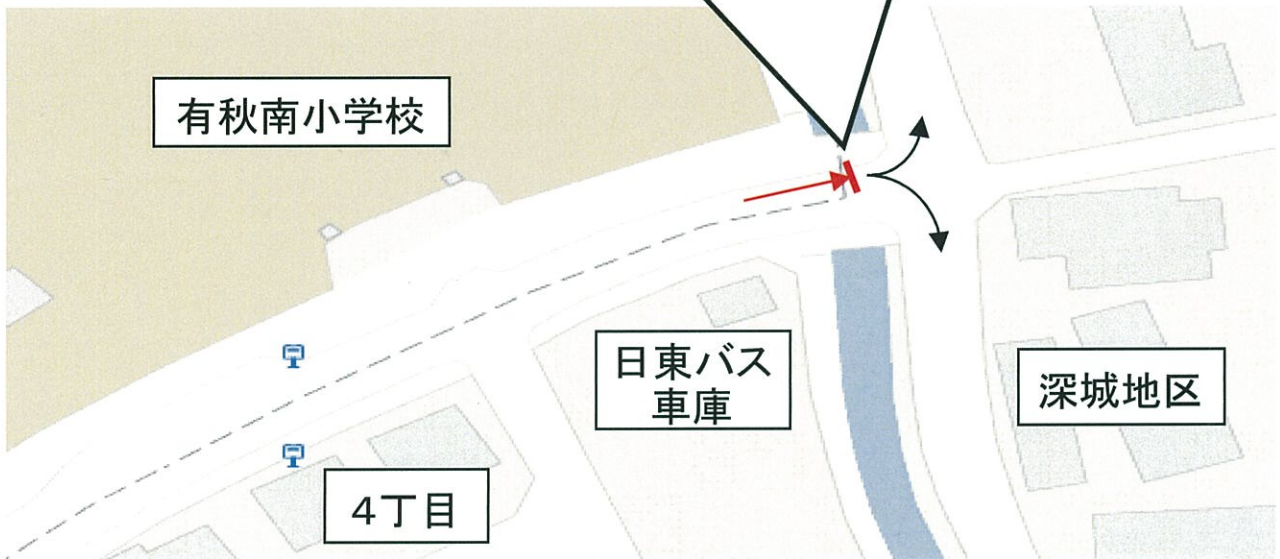 有秋南小学校
日東バス
車庫
深城地区
4丁目